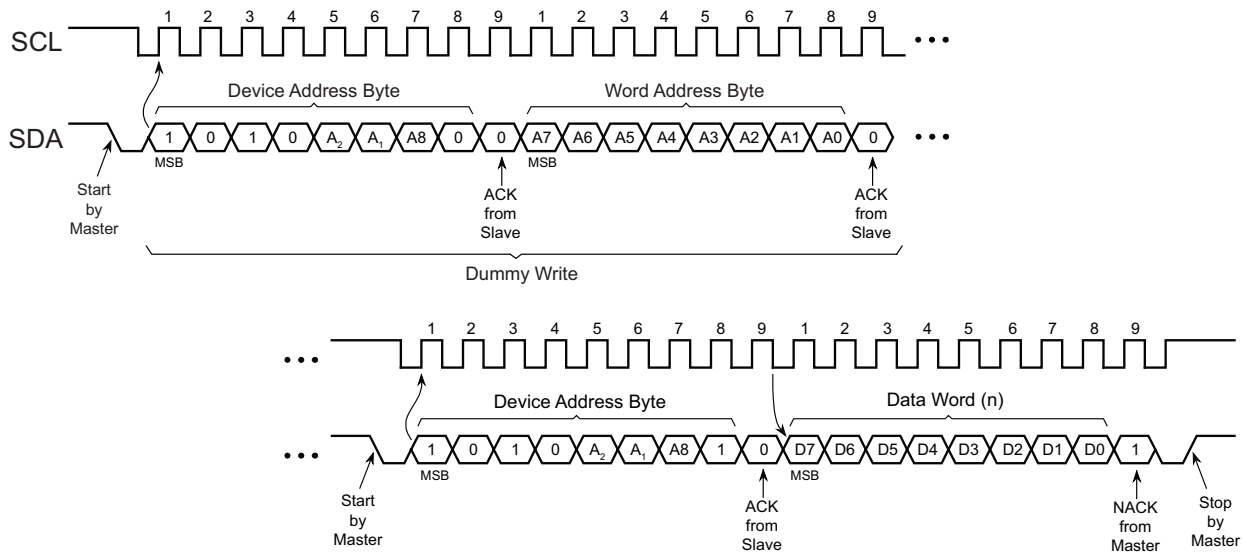 1 2 3 4 5 6 7 8 9 1 2 3 4 5 6 7 8 9
SCL
Device Address Byte Word Address Byte
SDA 1 0 1 0 A2 A1 A8 0 0 A7 A6 A5 A4 A3 A2 A1 A0 0
MSB MSB
Start
by
Master
ACK
from
Slave
ACK
from
Slave
Dummy Write
1 2 3 4 5 6 7 8 9 1 2 3 4 5 6 7 8 9
Device Address Byte Data Word (n)
1 0 1 0 A2 A1 A8 1 0 D7 D6 D5 D4 D3 D2 D1 D0 1
MSB MSB
Start
by
Master
ACK
from
Slave
NACK
from
Master
Stop
by
Master